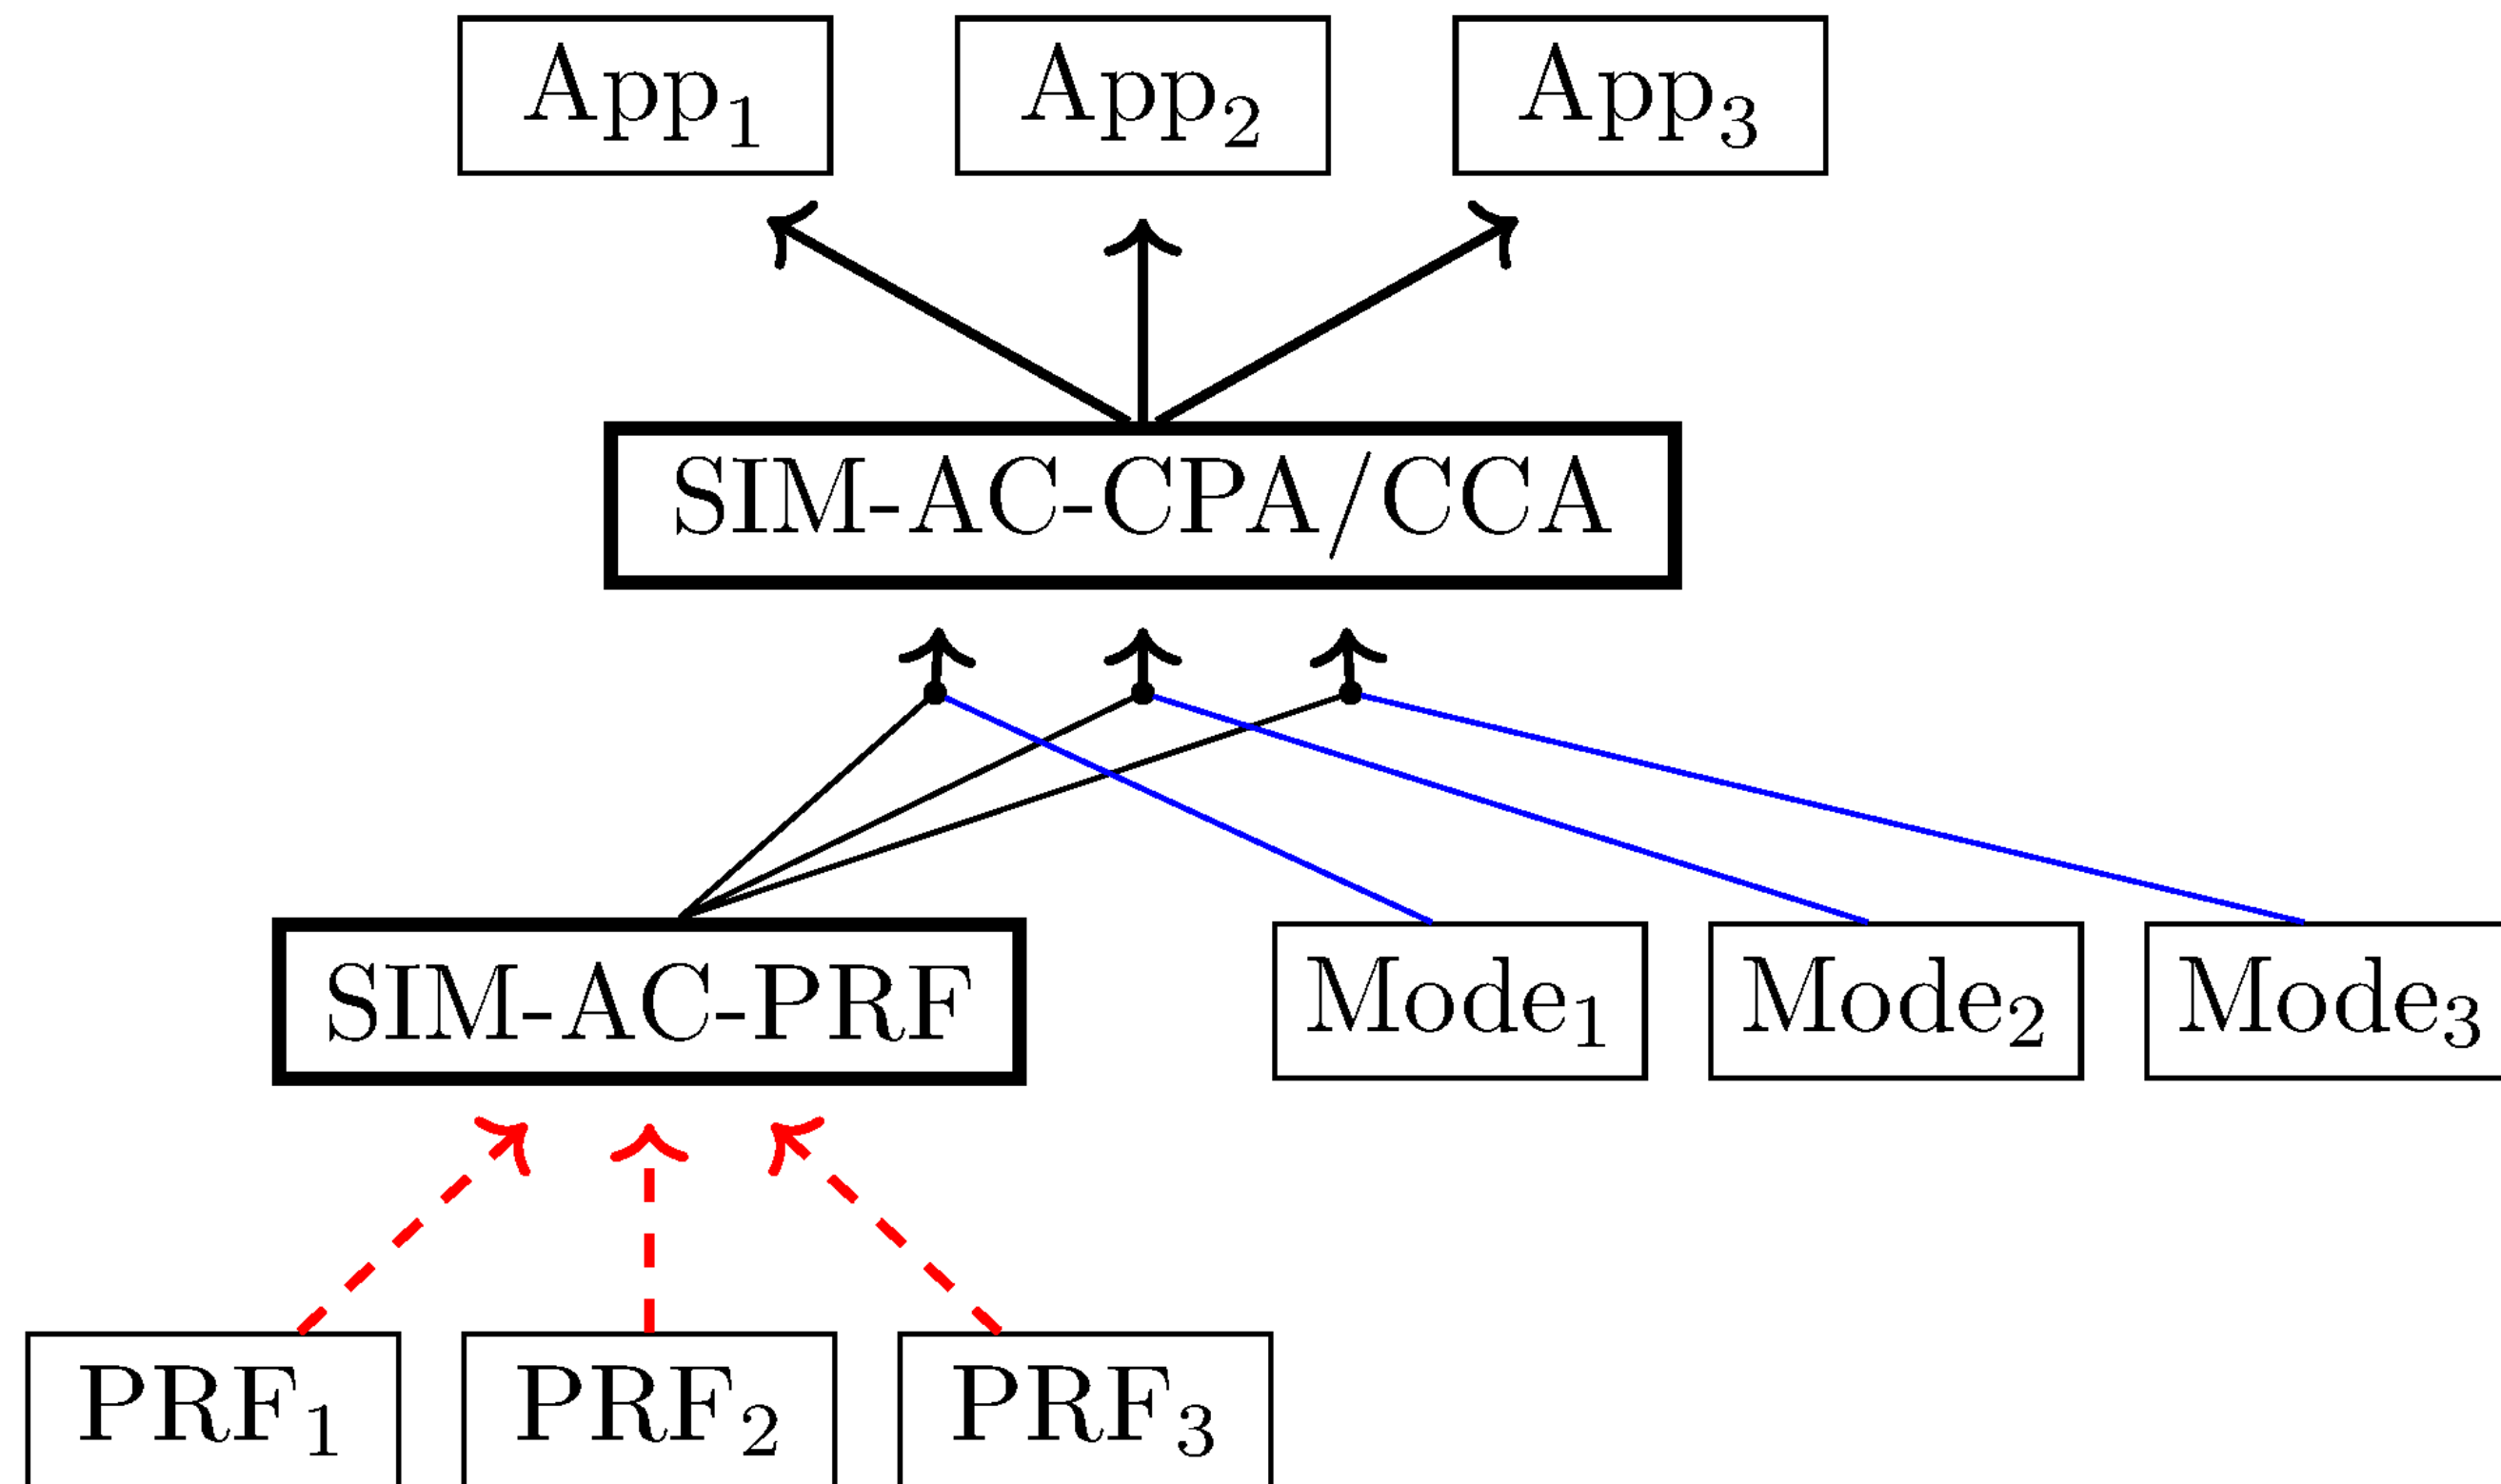 App₁ App₂ App₃
SIM-AC-CPA/CCA
SIM-AC-PRF Mode₁ Mode₂ Mode₃
PRF₁ PRF₂ PRF₃